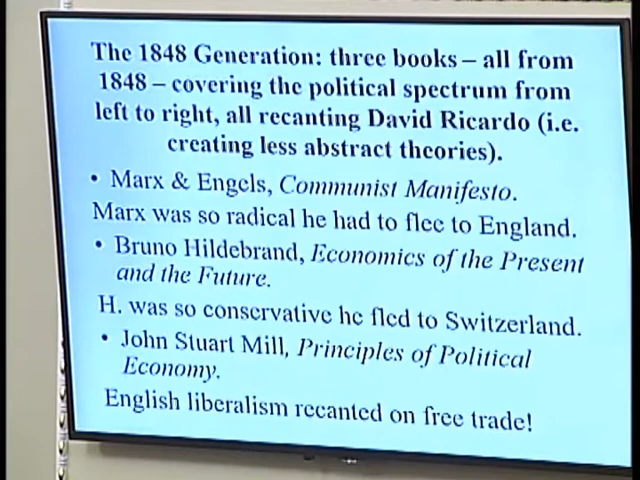 The 1848 Generation: three books – all from
1848 – covering the political spectrum from
left to right, all recanting David Ricardo (i.e.
creating less abstract theories).
• Marx & Engels, Communist Manifesto.
Marx was so radical he had to flee to England.
• Bruno Hildebrand, Economics of the Present
and the Future.
H. was so conservative he fled to Switzerland.
• John Stuart Mill, Principles of Political
Economy.
English liberalism recanted on free trade!